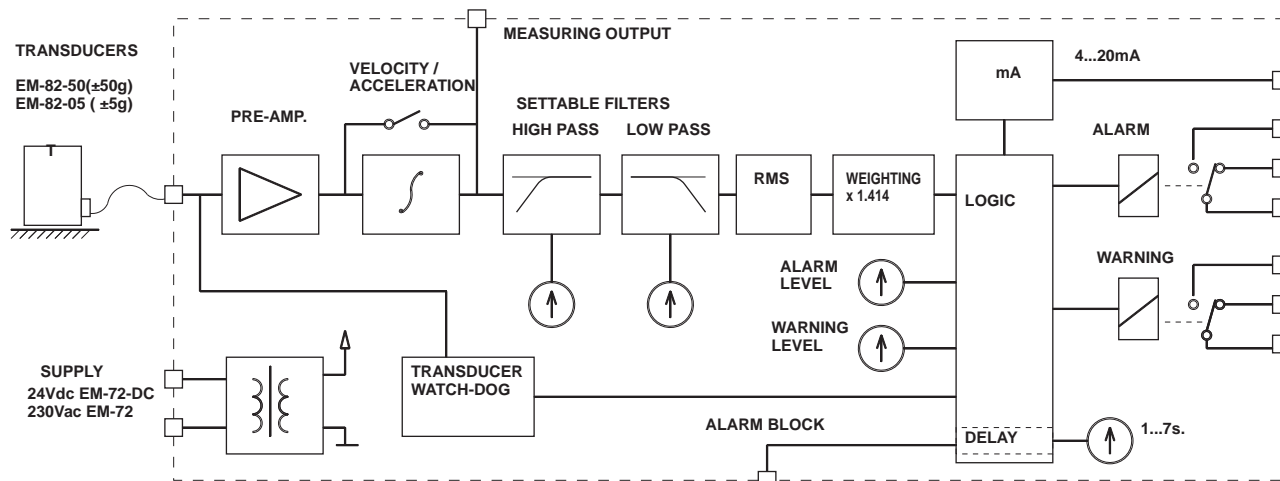 TRANSDUCERS
EM-82-50(±50g)
EM-82-05 ( ±5g)
MEASURING OUTPUT
VELOCITY /
ACCELERATION
PRE-AMP.
SETTABLE FILTERS
HIGH PASS
LOW PASS
RMS
WEIGHTING
x 1.414
mA
4...20mA
LOGIC
ALARM
WARNING
ALARM
LEVEL
WARNING
LEVEL
SUPPLY
24Vdc EM-72-DC
230Vac EM-72
TRANSDUCER
WATCH-DOG
ALARM BLOCK
DELAY
1...7s.